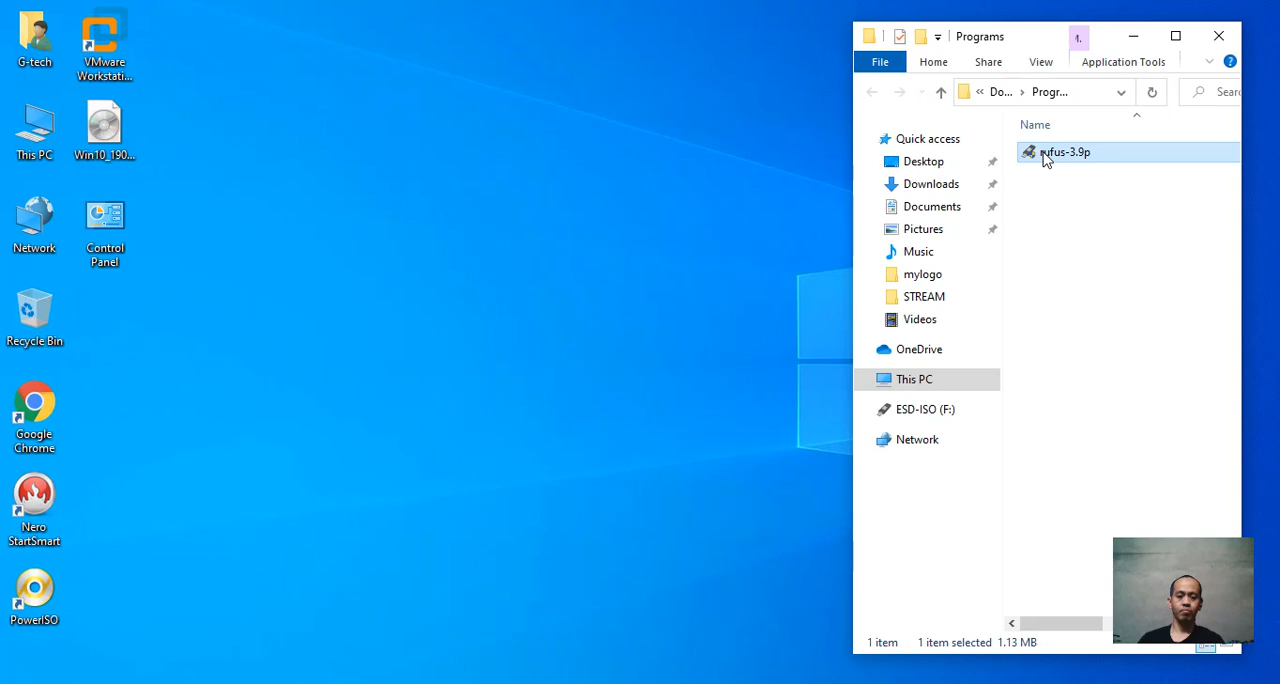 G-tech
VMware
Workstati...
This PC
Win10_190...
Network
Control
Panel
Recycle Bin
Google
Chrome
Nero
StartSmart
PowerISO
Programs
File
Home
Share
View
Application Tools
« Do... › Progr...
Sear
Name
rufus-3.9p
Quick access
Desktop
Downloads
Documents
Pictures
Music
mylogo
STREAM
Videos
OneDrive
This PC
ESD-ISO (F:)
Network
1 item
1 item selected 1.13 MB